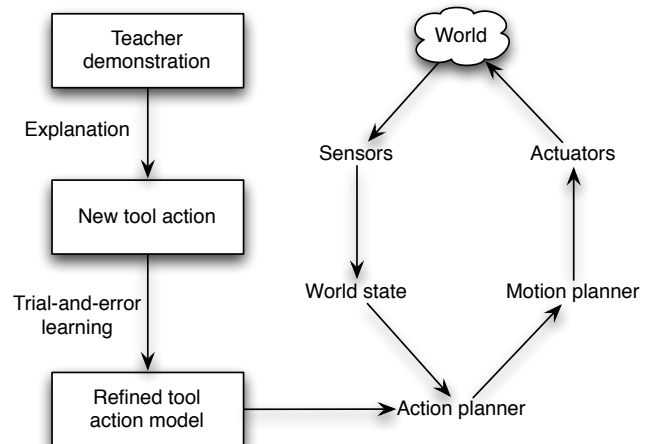 Teacher
demonstration
Explanation
New tool action
Trial-and-error
learning
Refined tool
action model
World
Sensors
Actuators
World state
Motion planner
Action planner